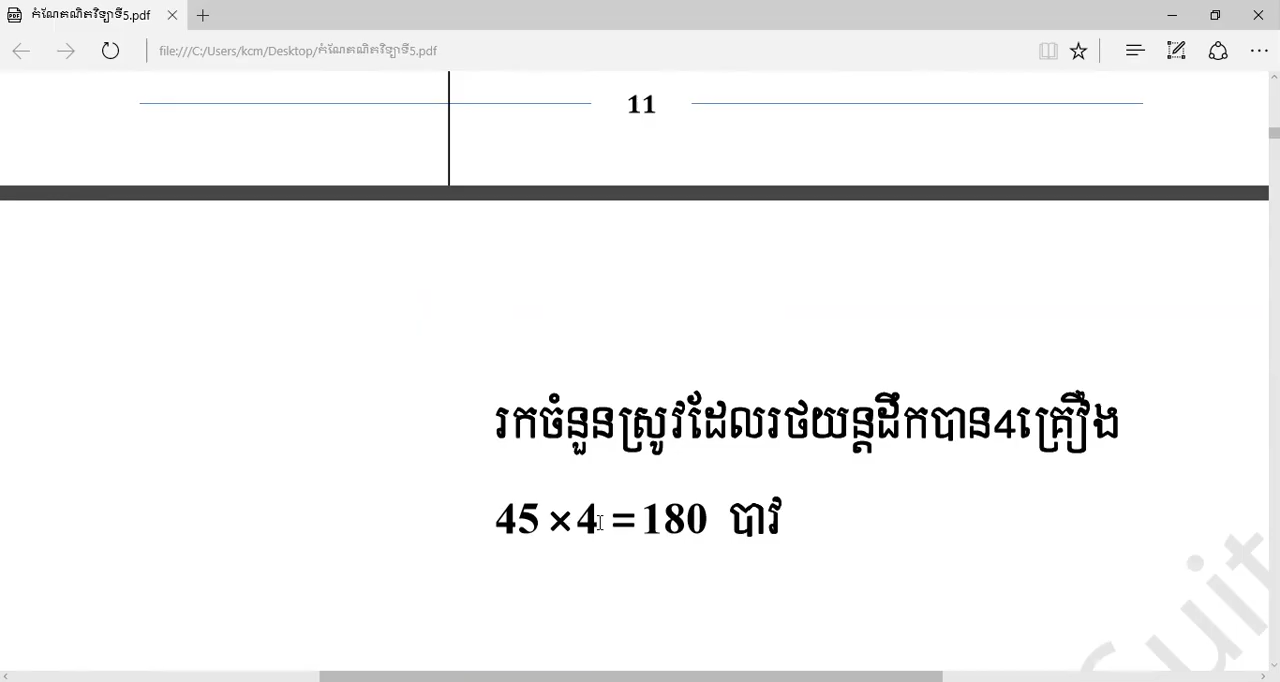 កំណែគណិតវិទ្យាទី5.pdf
file:///C:/Users/kcm/Desktop/កំណែគណិតវិទ្យាទី5.pdf
11
រកចំនួនស្រូវដែលរថយន្តដឹកបាន4គ្រឿង
45 × 4 = 180 បាវ